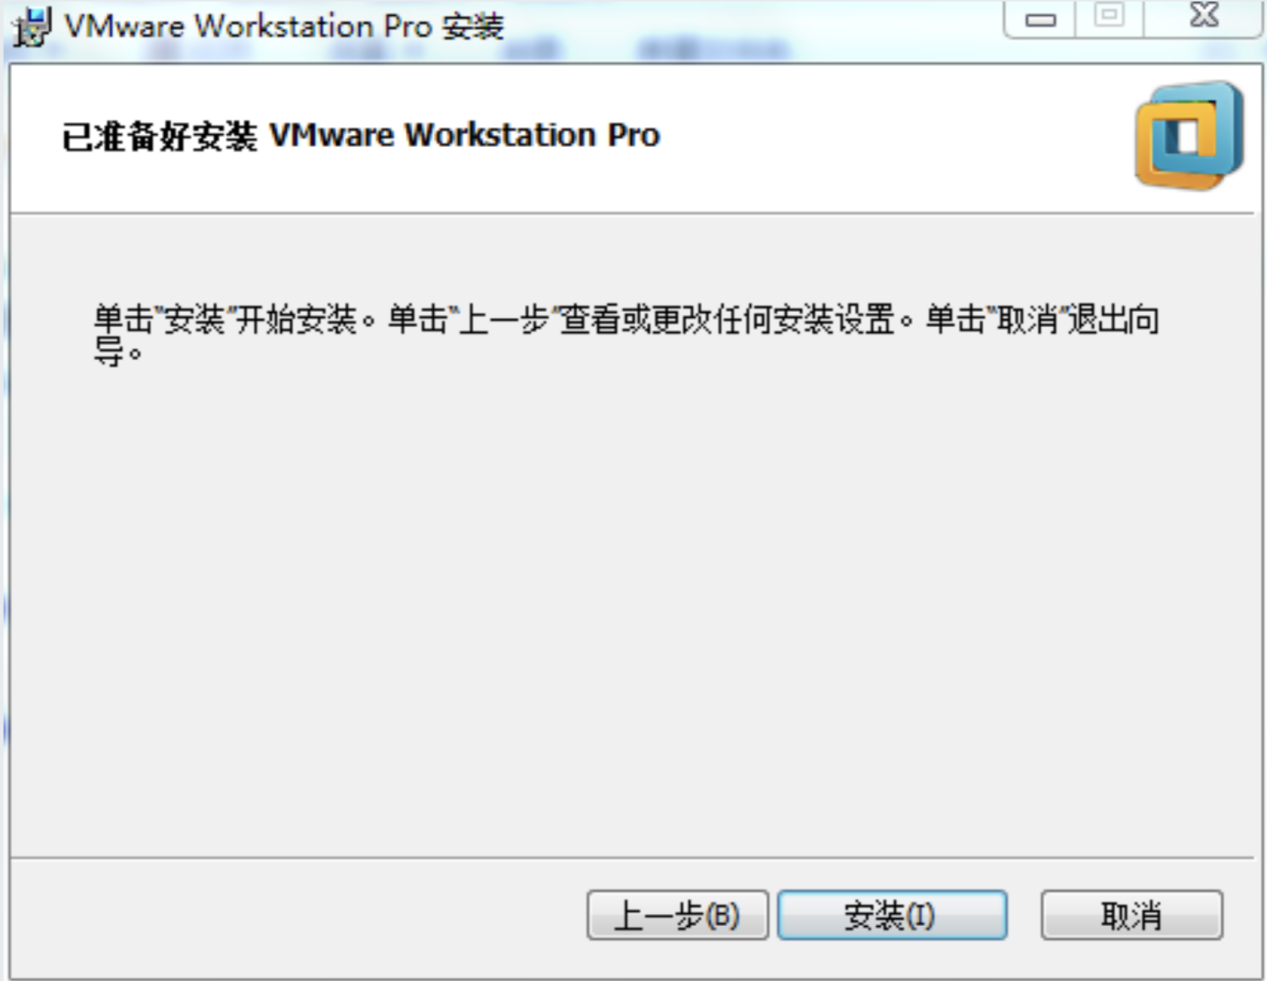 VMware Workstation Pro 安装
已准备好安装 VMware Workstation Pro
单击"安装"开始安装。单击"上一步"查看或更改任何安装设置。单击"取消"退出向
导。
上一步(B) 安装(I) 取消